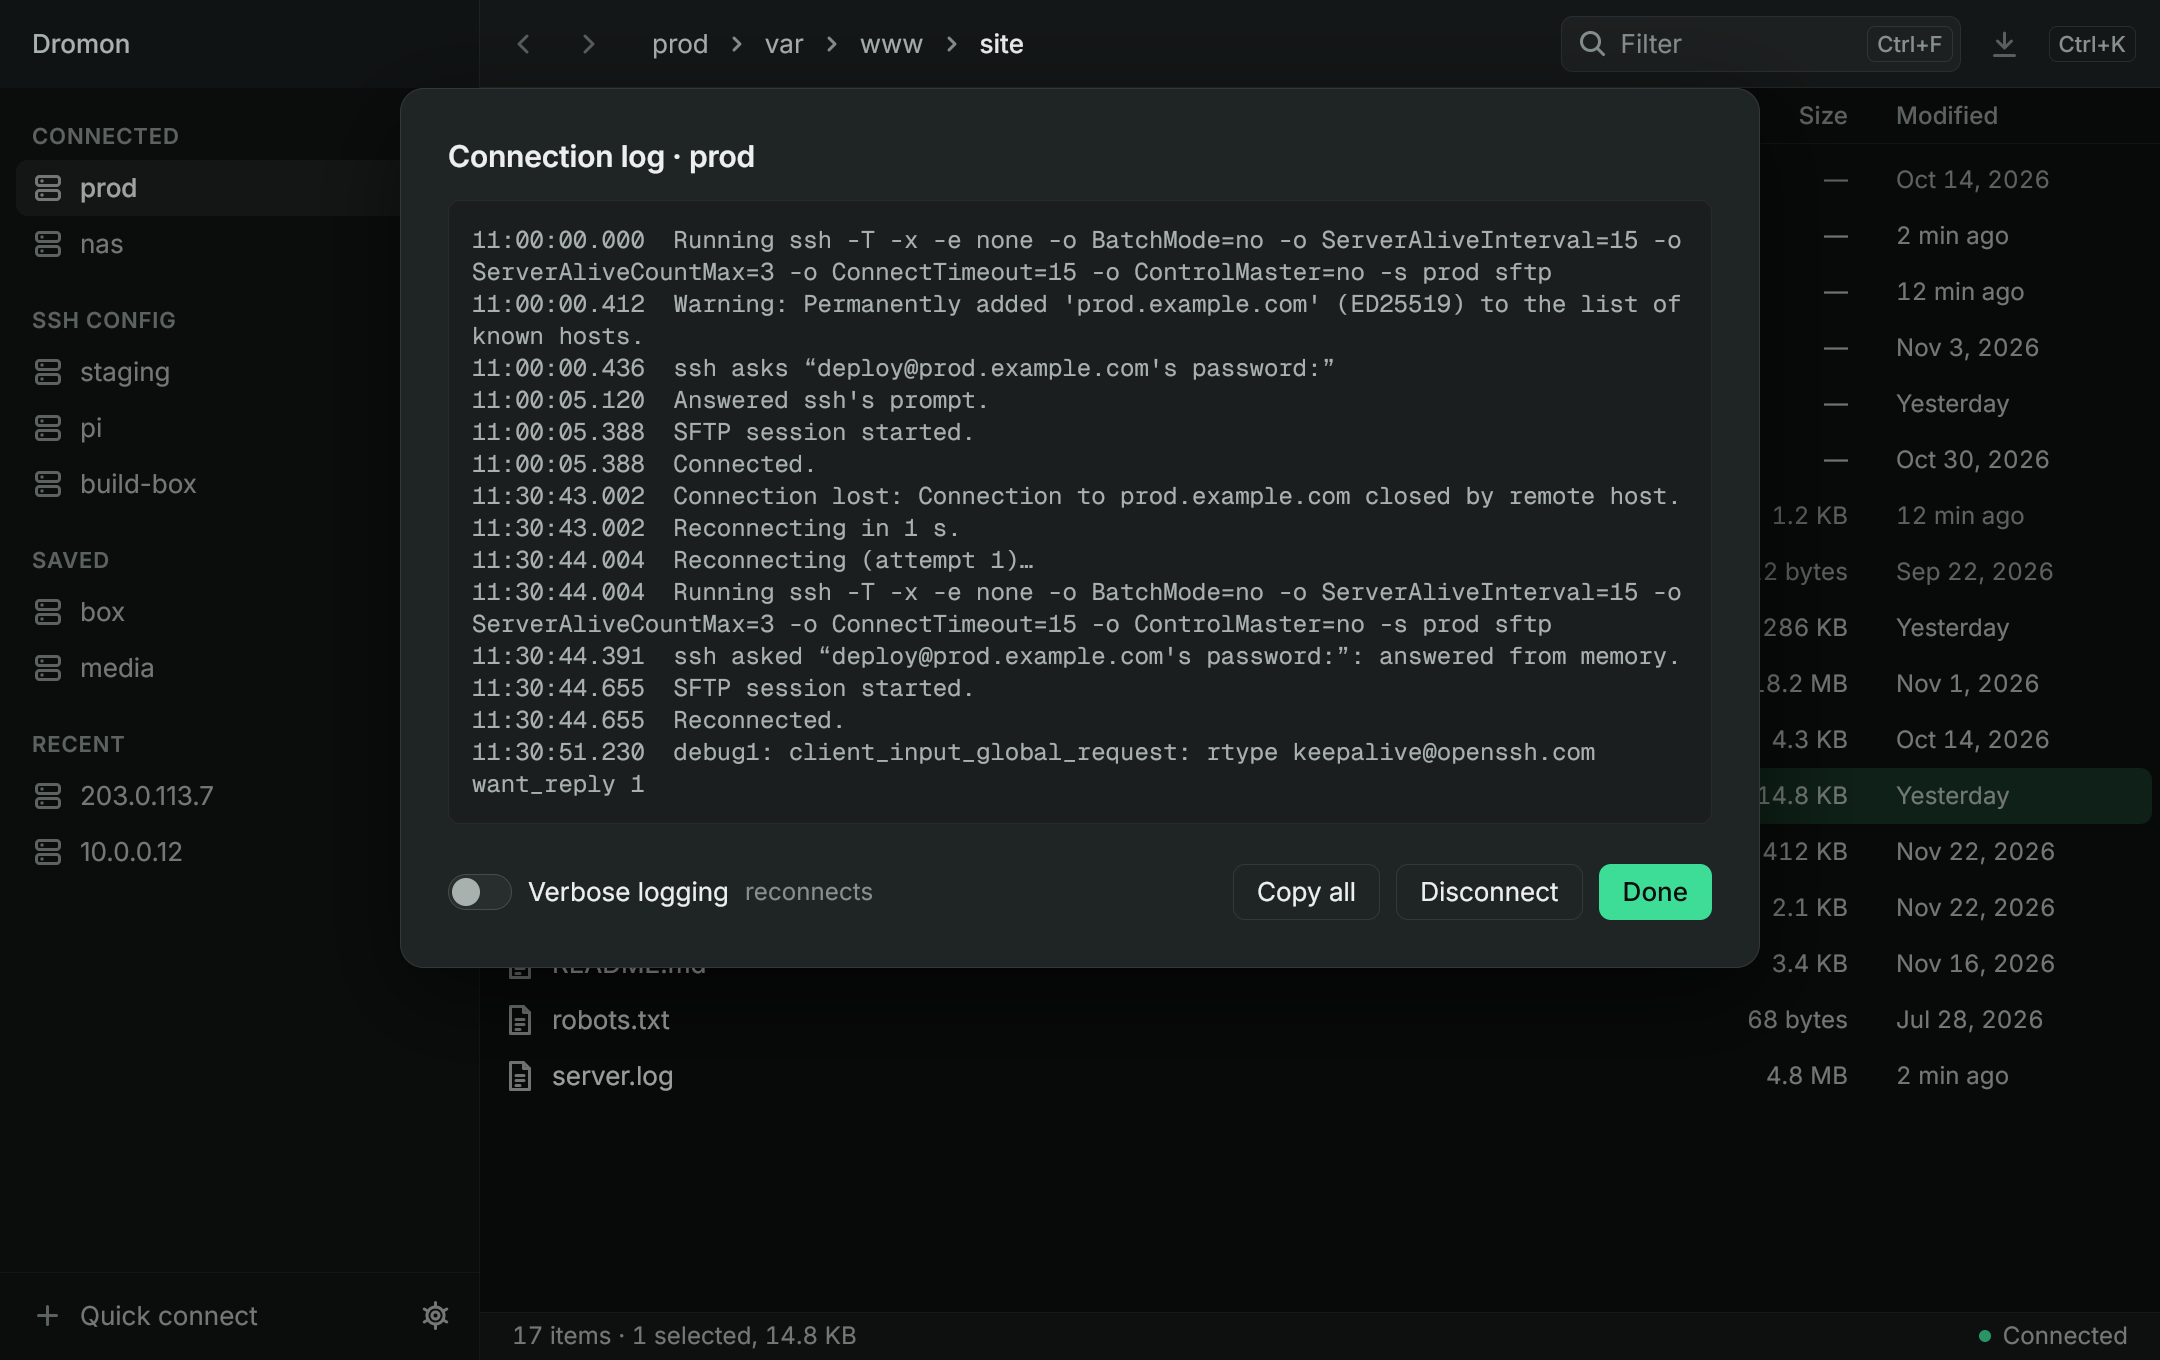 Dromon
prod > var > www > site
Filter
Ctrl+F
Ctrl+K
CONNECTED
prod
nas
SSH CONFIG
staging
pi
build-box
SAVED
box
media
RECENT
203.0.113.7
10.0.0.12
Quick connect
Connection log · prod
11:00:00.000  Running ssh -T -x -e none -o BatchMode=no -o ServerAliveInterval=15 -o
ServerAliveCountMax=3 -o ConnectTimeout=15 -o ControlMaster=no -s prod sftp
11:00:00.412  Warning: Permanently added 'prod.example.com' (ED25519) to the list of
known hosts.
11:00:00.436  ssh asks “deploy@prod.example.com's password:”
11:00:05.120  Answered ssh's prompt.
11:00:05.388  SFTP session started.
11:00:05.388  Connected.
11:30:43.002  Connection lost: Connection to prod.example.com closed by remote host.
11:30:43.002  Reconnecting in 1 s.
11:30:44.004  Reconnecting (attempt 1)…
11:30:44.004  Running ssh -T -x -e none -o BatchMode=no -o ServerAliveInterval=15 -o
ServerAliveCountMax=3 -o ConnectTimeout=15 -o ControlMaster=no -s prod sftp
11:30:44.391  ssh asked “deploy@prod.example.com's password:”: answered from memory.
11:30:44.655  SFTP session started.
11:30:44.655  Reconnected.
11:30:51.230  debug1: client_input_global_request: rtype keepalive@openssh.com
want_reply 1
Verbose logging reconnects
Copy all
Disconnect
Done
Size Modified
— Oct 14, 2026
— 2 min ago
— 12 min ago
— Nov 3, 2026
— Yesterday
— Oct 30, 2026
1.2 KB 12 min ago
2 bytes Sep 22, 2026
286 KB Yesterday
8.2 MB Nov 1, 2026
4.3 KB Oct 14, 2026
14.8 KB Yesterday
412 KB Nov 22, 2026
2.1 KB Nov 22, 2026
README.md 3.4 KB Nov 16, 2026
robots.txt 68 bytes Jul 28, 2026
server.log 4.8 MB 2 min ago
17 items · 1 selected, 14.8 KB
Connected